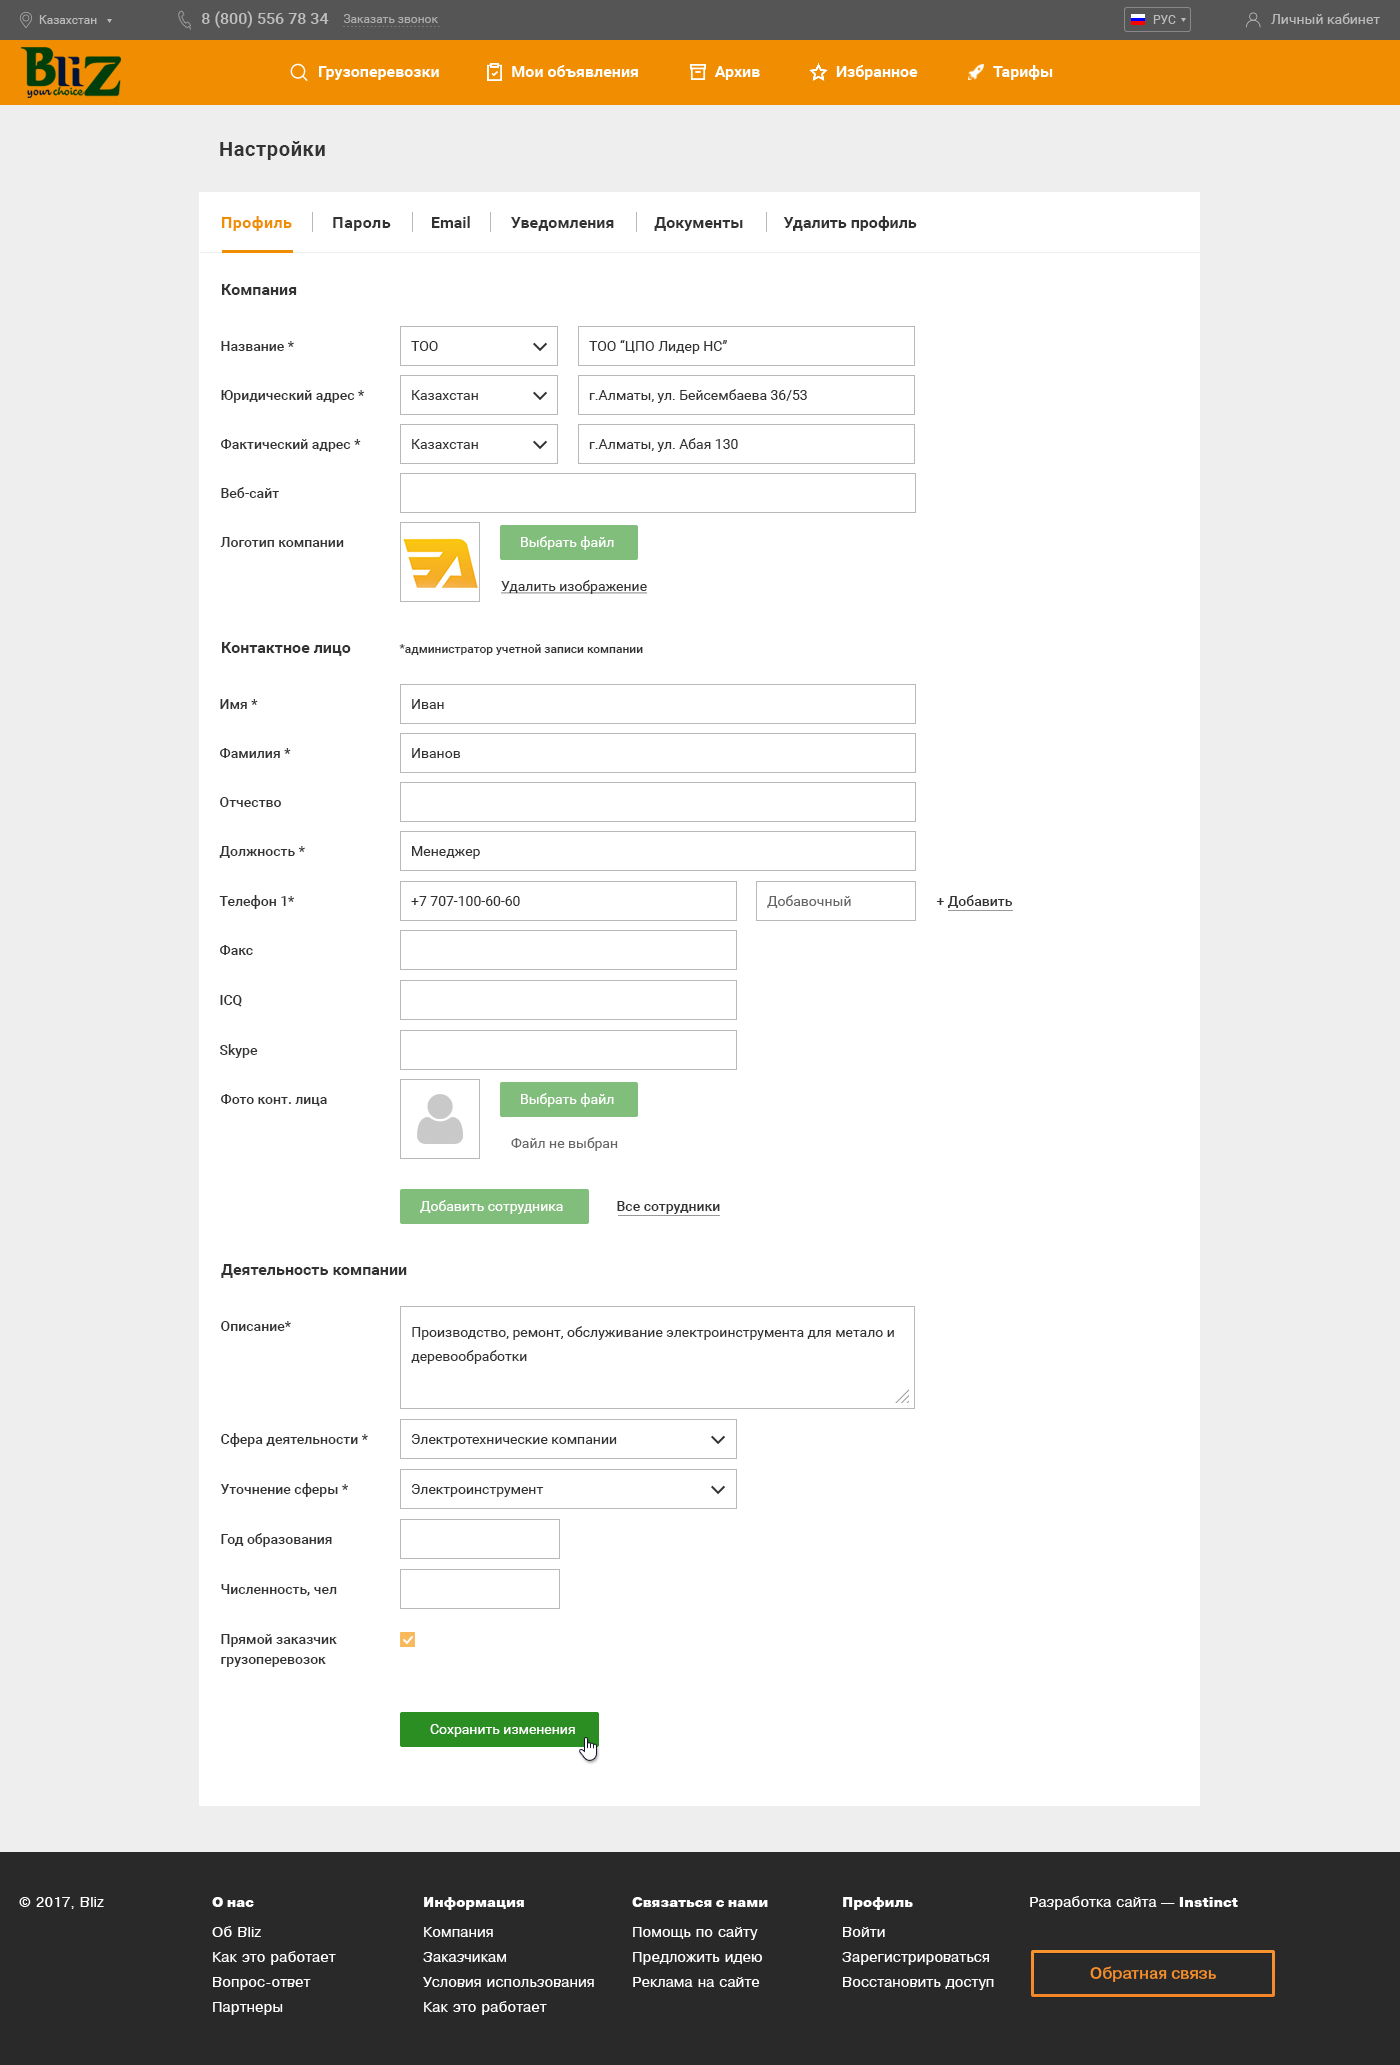 Казахстан
8 (800) 556 78 34
Заказать звонок
РУС
Личный кабинет
Bliz
your choice
Грузоперевозки
Мои объявления
Архив
Избранное
Тарифы
Настройки
Профиль
Пароль
Email
Уведомления
Документы
Удалить профиль
Компания
Название *
ТОО
ТОО “ЦПО Лидер НС”
Юридический адрес *
Казахстан
г.Алматы, ул. Бейсембаева 36/53
Фактический адрес *
Казахстан
г.Алматы, ул. Абая 130
Веб-сайт
Логотип компании
Выбрать файл
Удалить изображение
Контактное лицо
*администратор учетной записи компании
Имя *
Иван
Фамилия *
Иванов
Отчество
Должность *
Менеджер
Телефон 1*
+7 707-100-60-60
Добавочный
+ Добавить
Факс
ICQ
Skype
Фото конт. лица
Выбрать файл
Файл не выбран
Добавить сотрудника
Все сотрудники
Деятельность компании
Описание*
Производство, ремонт, обслуживание электроинструмента для метало и
деревообработки
Сфера деятельности *
Электротехнические компании
Уточнение сферы *
Электроинструмент
Год образования
Численность, чел
Прямой заказчик
грузоперевозок
Сохранить изменения
© 2017, Bliz
О нас
Об Bliz
Как это работает
Вопрос-ответ
Партнеры
Информация
Компания
Заказчикам
Условия использования
Как это работает
Связаться с нами
Помощь по сайту
Предложить идею
Реклама на сайте
Профиль
Войти
Зарегистрироваться
Восстановить доступ
Разработка сайта — Instinct
Обратная связь